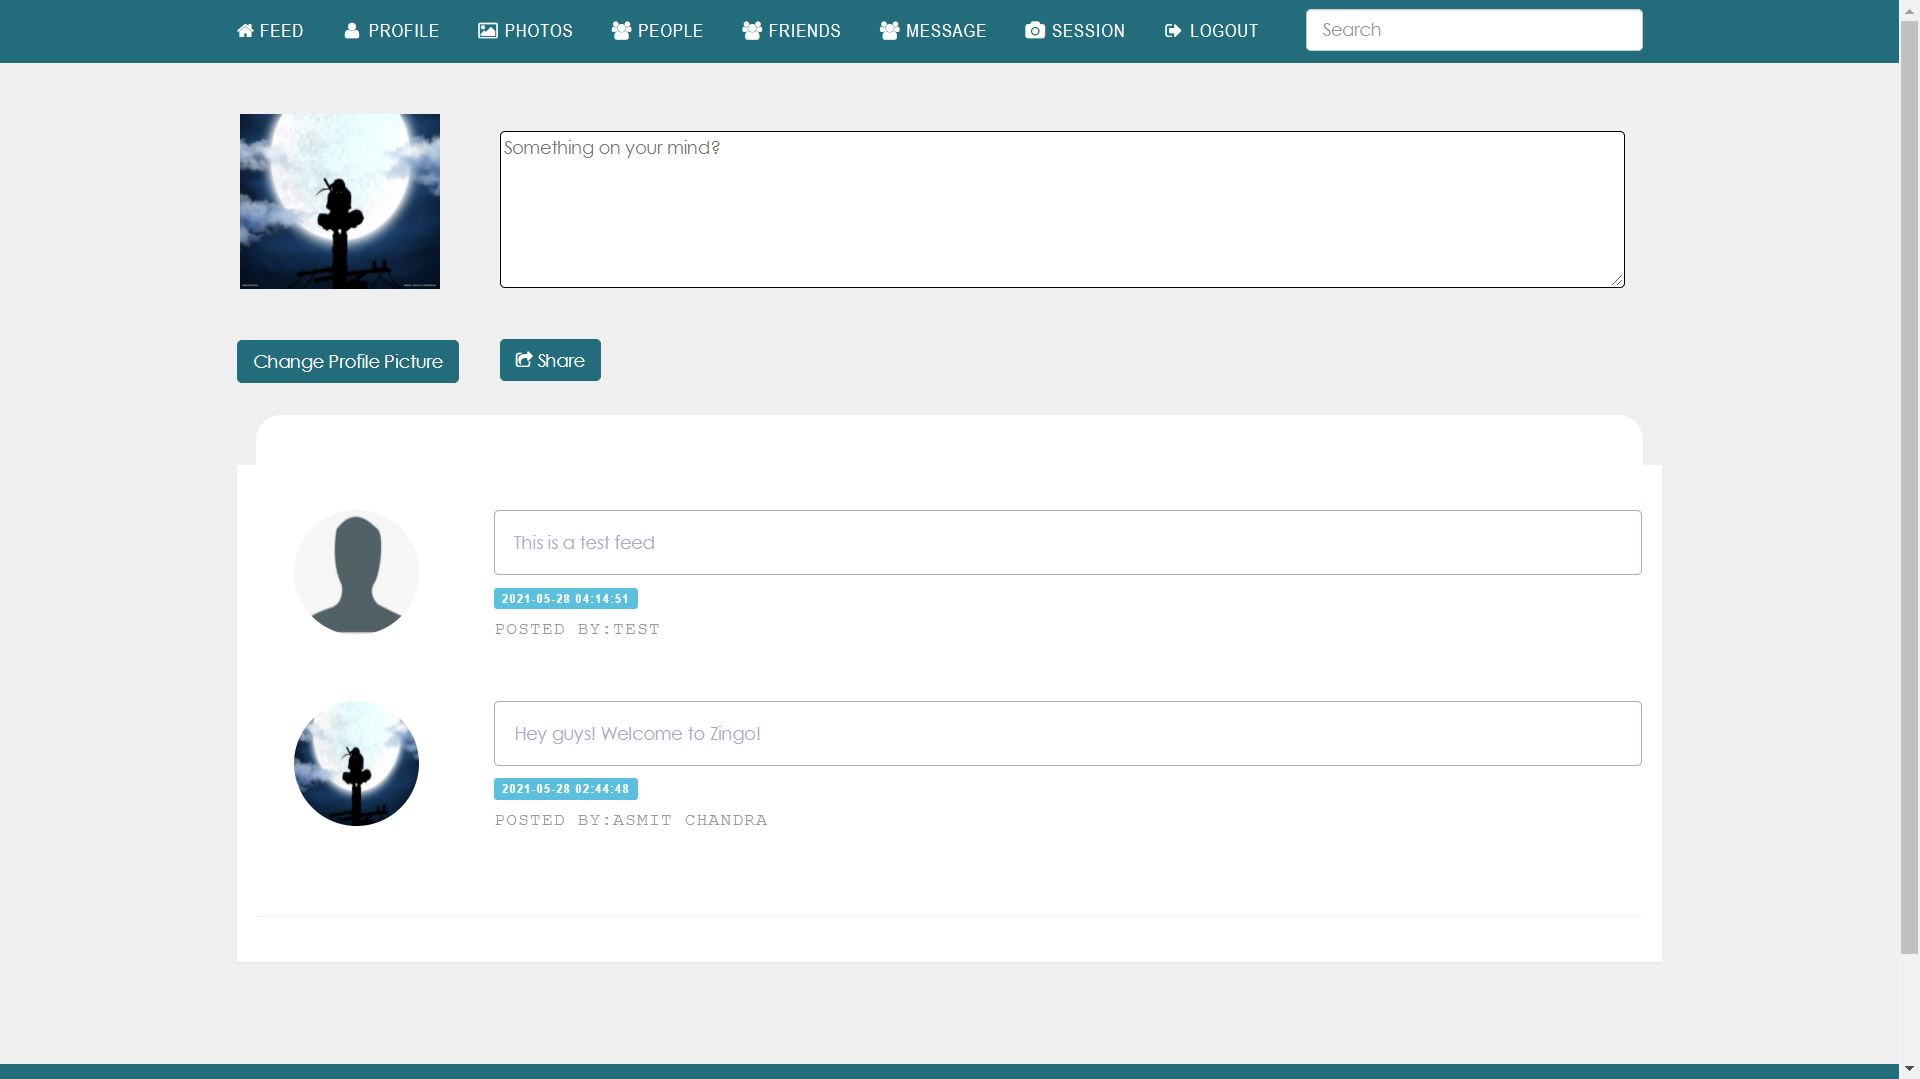 FEED PROFILE PHOTOS PEOPLE FRIENDS MESSAGE SESSION LOGOUT Search
Something on your mind?
Change Profile Picture Share
This is a test feed
2021-05-28 04:14:51
POSTED BY:TEST
Hey guys! Welcome to Zingo!
2021-05-28 02:44:48
POSTED BY:ASMIT CHANDRA